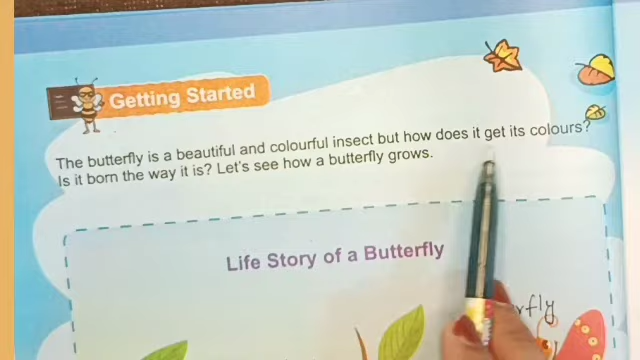 Getting Started
The butterfly is a beautiful and colourful insect but how does it get its colours?
Is it born the way it is? Let's see how a butterfly grows.
Life Story of a Butterfly